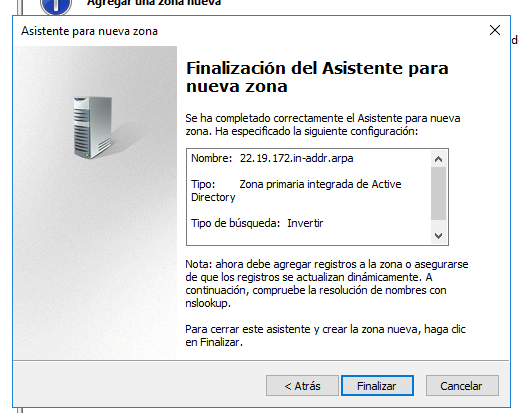 Agregar una zona nueva
Asistente para nueva zona
d
Finalización del Asistente para
nueva zona
Se ha completado correctamente el Asistente para nueva
zona. Ha especificado la siguiente configuración:
Nombre: 22.19.172.in-addr.arpa
Tipo: Zona primaria integrada de Active
Directory
Tipo de búsqueda: Invertir
Nota: ahora debe agregar registros a la zona o asegurarse
de que los registros se actualizan dinámicamente. A
continuación, compruebe la resolución de nombres con
nslookup.
Para cerrar este asistente y crear la zona nueva, haga clic
en Finalizar.
< Atrás Finalizar Cancelar